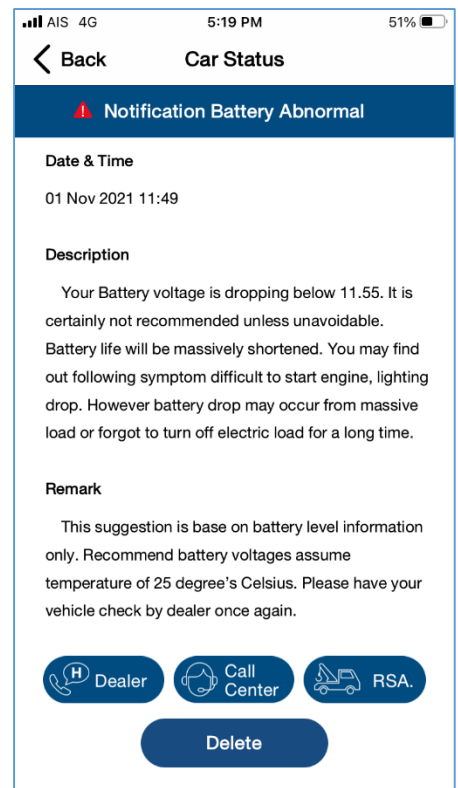 AIS 4G 5:19 PM 51%
Back Car Status
Notification Battery Abnormal
Date & Time
01 Nov 2021 11:49
Description
Your Battery voltage is dropping below 11.55. It is
certainly not recommended unless unavoidable.
Battery life will be massively shortened. You may find
out following symptom difficult to start engine, lighting
drop. However battery drop may occur from massive
load or forgot to turn off electric load for a long time.
Remark
This suggestion is base on battery level information
only. Recommend battery voltages assume
temperature of 25 degree's Celsius. Please have your
vehicle check by dealer once again.
H Dealer
Call
Center
RSA.
Delete